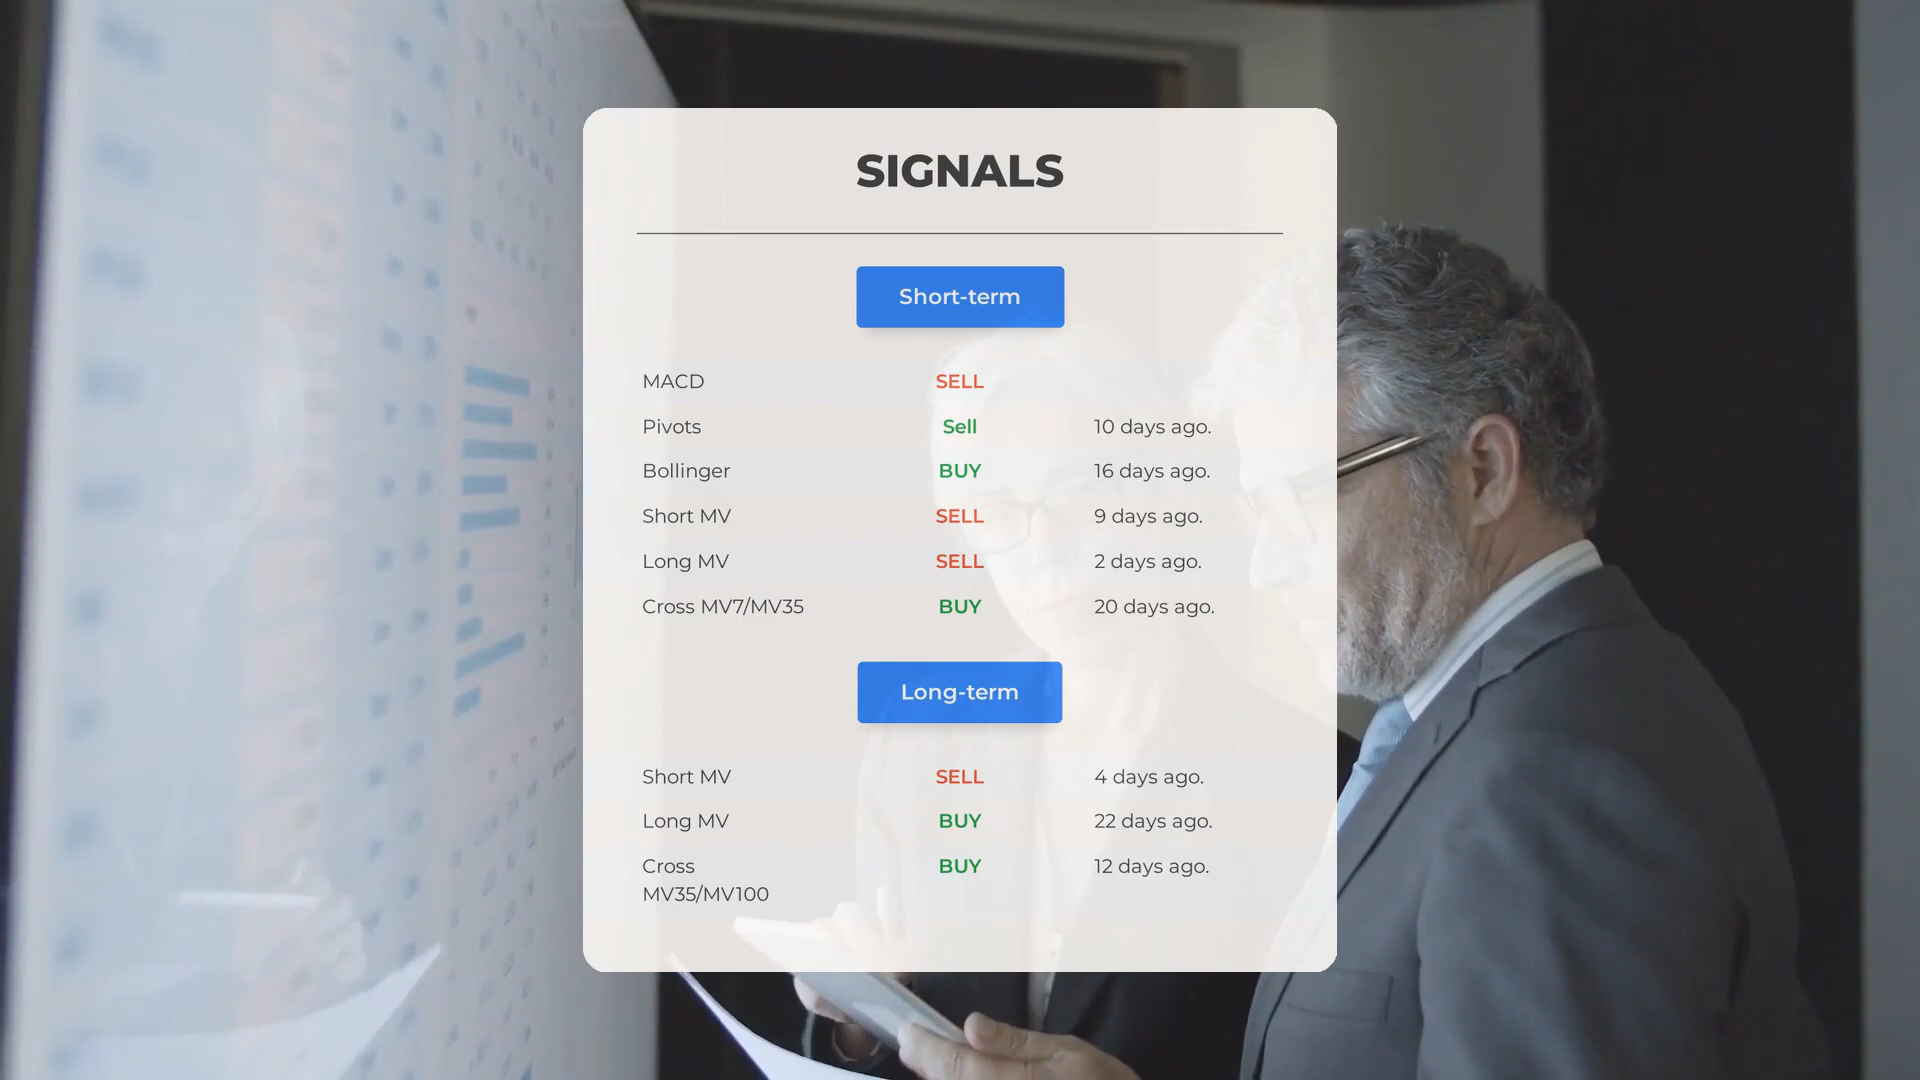 SIGNALS
Short-term
MACD SELL
Pivots Sell 10 days ago.
Bollinger BUY 16 days ago.
Short MV SELL 9 days ago.
Long MV SELL 2 days ago.
Cross MV7/MV35 BUY 20 days ago.
Long-term
Short MV SELL 4 days ago.
Long MV BUY 22 days ago.
Cross BUY 12 days ago.
MV35/MV100